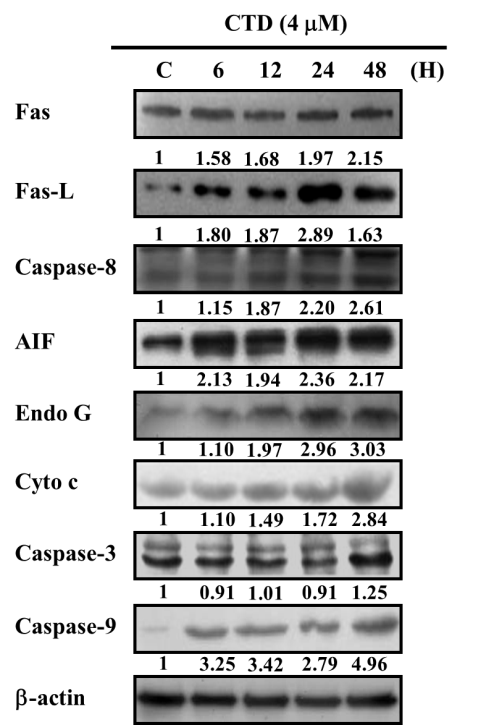 CTD (4 μM)
C 6 12 24 48 (H)
Fas
1 1.58 1.68 1.97 2.15
Fas-L
1 1.80 1.87 2.89 1.63
Caspase-8
1 1.15 1.87 2.20 2.61
AIF
1 2.13 1.94 2.36 2.17
Endo G
1 1.10 1.97 2.96 3.03
Cyto c
1 1.10 1.49 1.72 2.84
Caspase-3
1 0.91 1.01 0.91 1.25
Caspase-9
1 3.25 3.42 2.79 4.96
β-actin